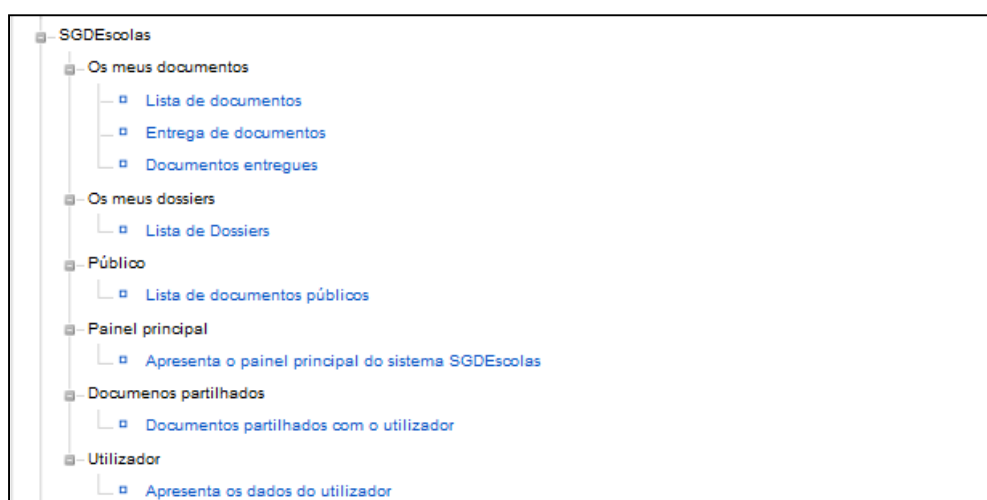 SGDEscolas
Os meus documentos
Lista de documentos
Entrega de documentos
Documentos entregues
Os meus dossiers
Lista de Dossiers
Público
Lista de documentos públicos
Painel principal
Apresenta o painel principal do sistema SGDEscolas
Documenos partilhados
Documentos partilhados com o utilizador
Utilizador
Apresenta os dados do utilizador